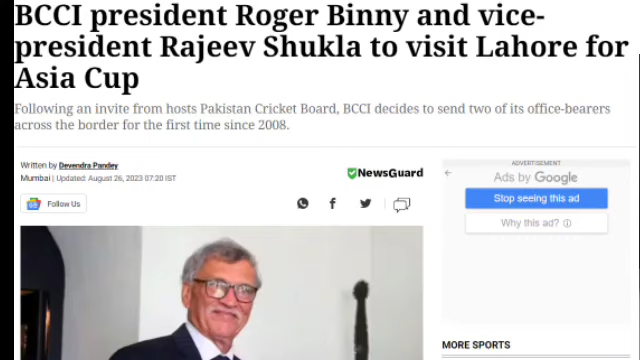 BCCI president Roger Binny and vice-
president Rajeev Shukla to visit Lahore for
Asia Cup
Following an invite from hosts Pakistan Cricket Board, BCCI decides to send two of its office-bearers
across the border for the first time since 2008.
Written by Devendra Pandey
Mumbai | Updated: August 26, 2023 07:20 IST
NewsGuard
Follow Us
ADVERTISEMENT
Ads by Google
Stop seeing this ad
Why this ad?
MORE SPORTS